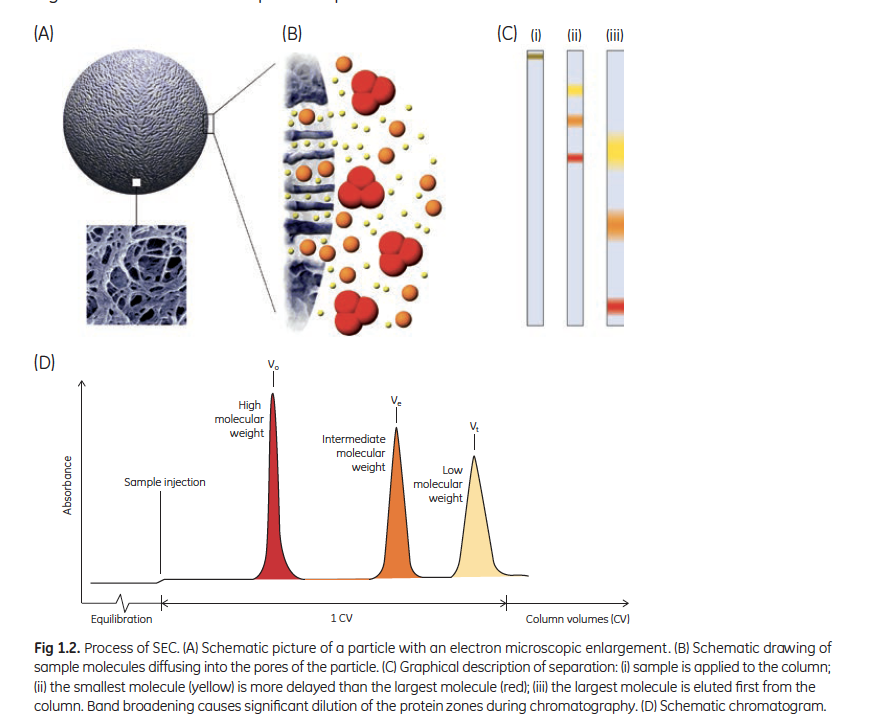 (A)
(B)
(C) (i) (ii) (iii)
(D)
Vo
High
molecular
weight
Ve
Intermediate
molecular
weight
Vt
Low
molecular
weight
Sample injection
Absorbance
Equilibration
1 CV
Column volumes (CV)
Fig 1.2. Process of SEC. (A) Schematic picture of a particle with an electron microscopic enlargement. (B) Schematic drawing of
sample molecules diffusing into the pores of the particle. (C) Graphical description of separation: (i) sample is applied to the column;
(ii) the smallest molecule (yellow) is more delayed than the largest molecule (red); (iii) the largest molecule is eluted first from the
column. Band broadening causes significant dilution of the protein zones during chromatography. (D) Schematic chromatogram.